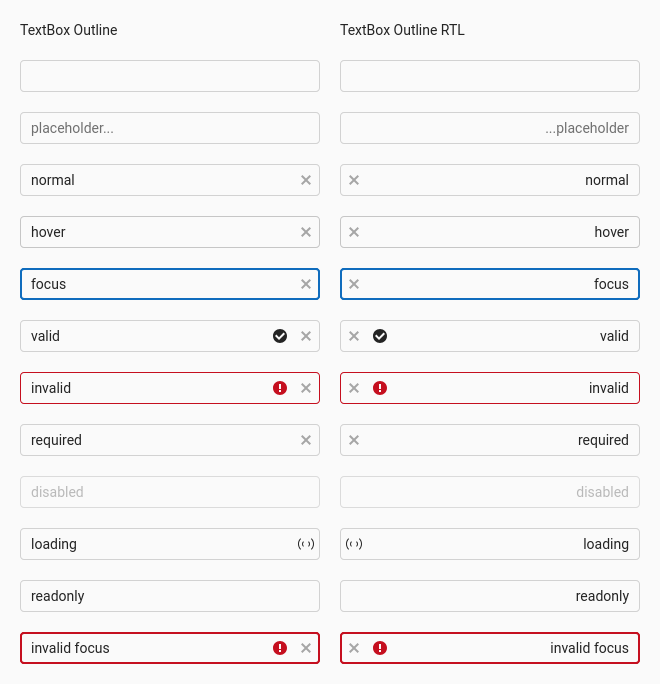 TextBox Outline
TextBox Outline RTL
placeholder...
...placeholder
normal
normal
hover
hover
focus
focus
valid
valid
invalid
invalid
required
required
disabled
disabled
loading
loading
readonly
readonly
invalid focus
invalid focus